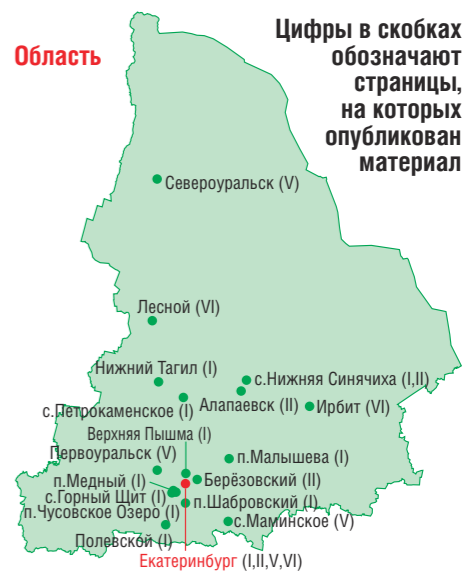 Область
Цифры в скобках
обозначают
страницы,
на которых
опубликован
материал
Североуральск (V)
Лесной (VI)
Нижний Тагил (I)
с.Нижняя Синячиха (I,II)
Алапаевск (II)
Ирбит (VI)
с.Петрокаменское (I)
Верхняя Пышма (I)
Первоуральск (V)
п.Малышева (I)
п.Медный (I)
Берёзовский (II)
с.Горный Щит (I)
п.Шабровский (I)
п.Чусовское Озеро (I)
с.Маминское (V)
Полевской (I)
Екатеринбург (I,II,V,VI)